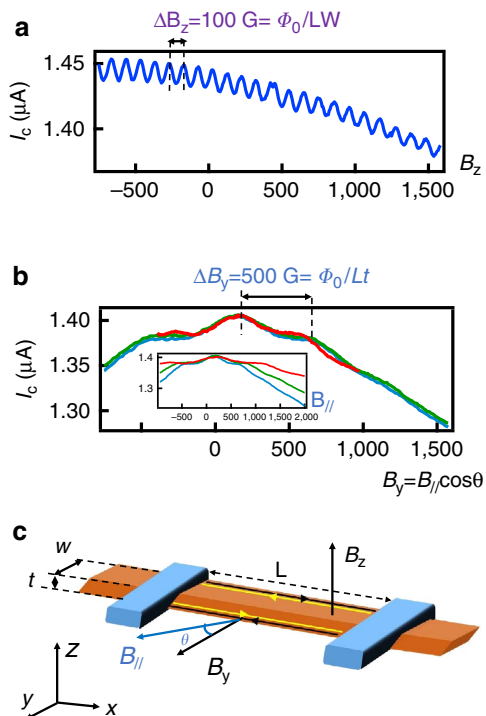 a
ΔB_z=100 G= Φ₀/LW
I_c (μA)
1.45
1.40
−500 0 500 1,000 1,500
B_z
b
ΔB_y=500 G= Φ₀/Lt
I_c (μA)
1.40
1.35
1.30
1.4
1.3
−500 0 500 1,000 1,500 2,000
B_//
0 500 1,000 1,500
B_y=B_//cosθ
c
w
t
L
B_z
θ
B_//
B_y
z
y
x